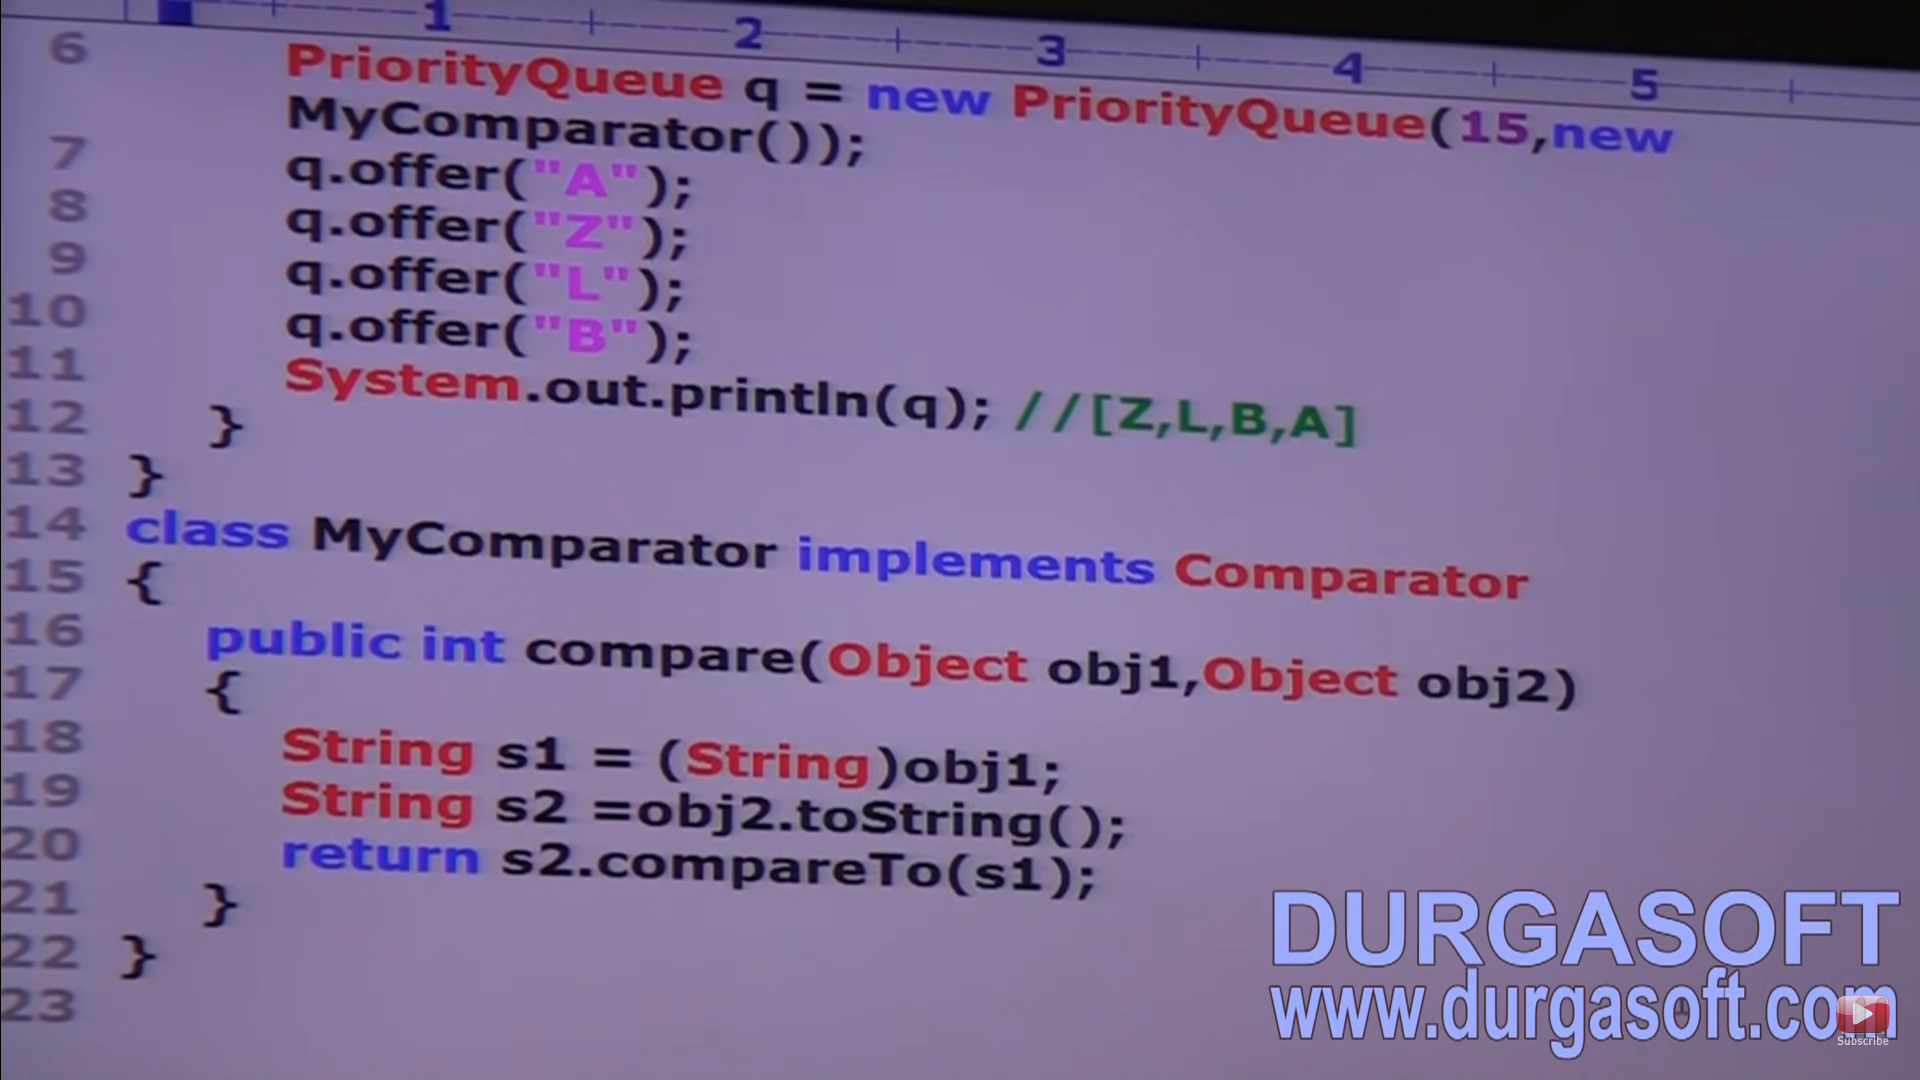 1 2 3 4 5
6 PriorityQueue q = new PriorityQueue(15,new
MyComparator());
7 q.offer("A");
8 q.offer("Z");
9 q.offer("L");
10 q.offer("B");
11 System.out.println(q); //[Z,L,B,A]
12 }
13 }
14 class MyComparator implements Comparator
15 {
16 public int compare(Object obj1,Object obj2)
17 {
18 String s1 = (String)obj1;
19 String s2 =obj2.toString();
20 return s2.compareTo(s1);
21 }
22 }
23
DURGASOFT
www.durgasoft.com
Subscribe